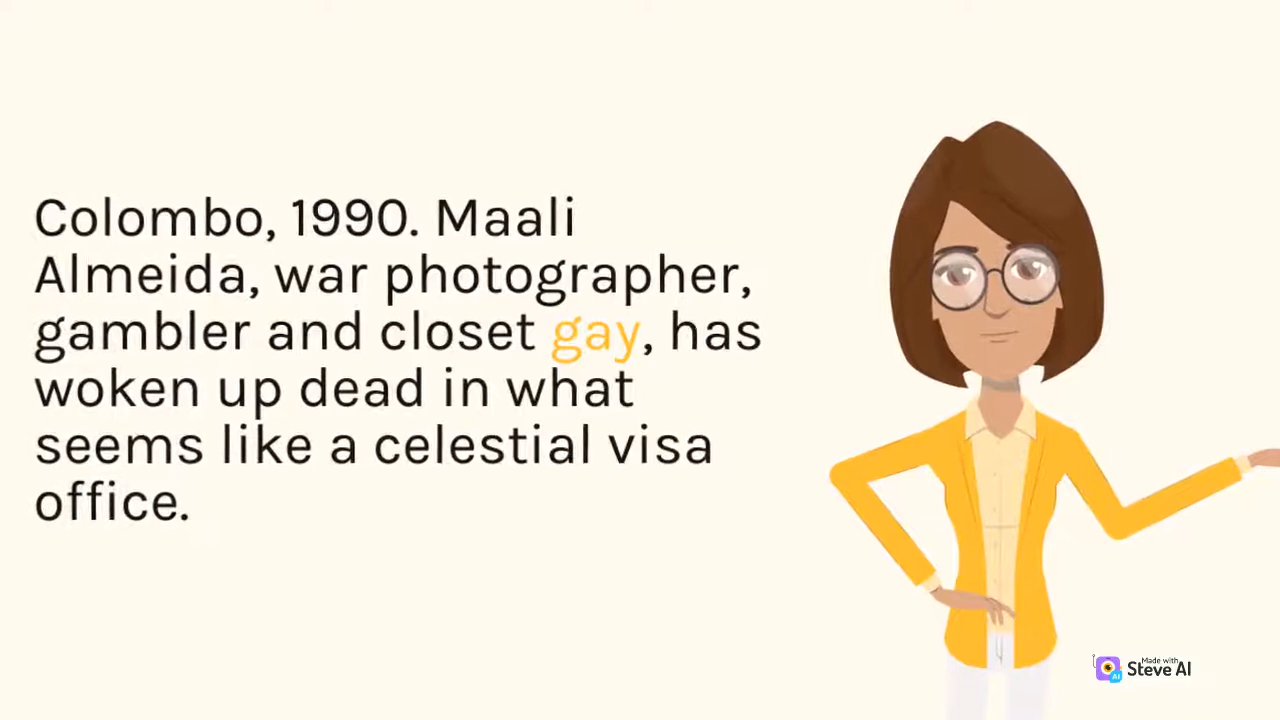 Colombo, 1990. Maali
Almeida, war photographer,
gambler and closet gay, has
woken up dead in what
seems like a celestial visa
office.
Made with
Steve AI
AI